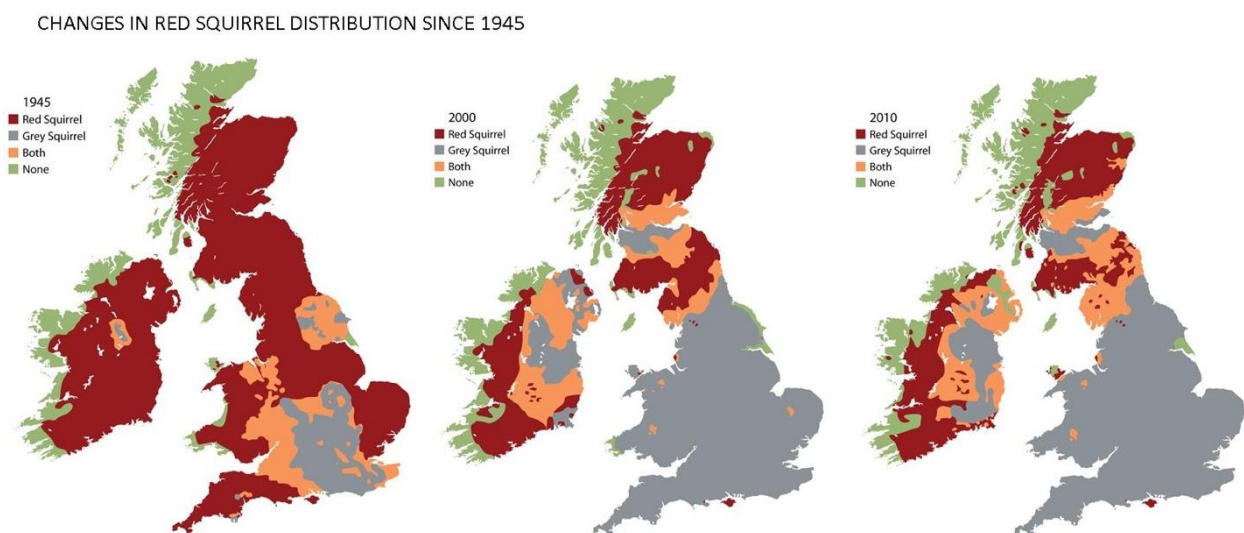 CHANGES IN RED SQUIRREL DISTRIBUTION SINCE 1945
1945
Red Squirrel
Grey Squirrel
Both
None
2000
Red Squirrel
Grey Squirrel
Both
None
2010
Red Squirrel
Grey Squirrel
Both
None